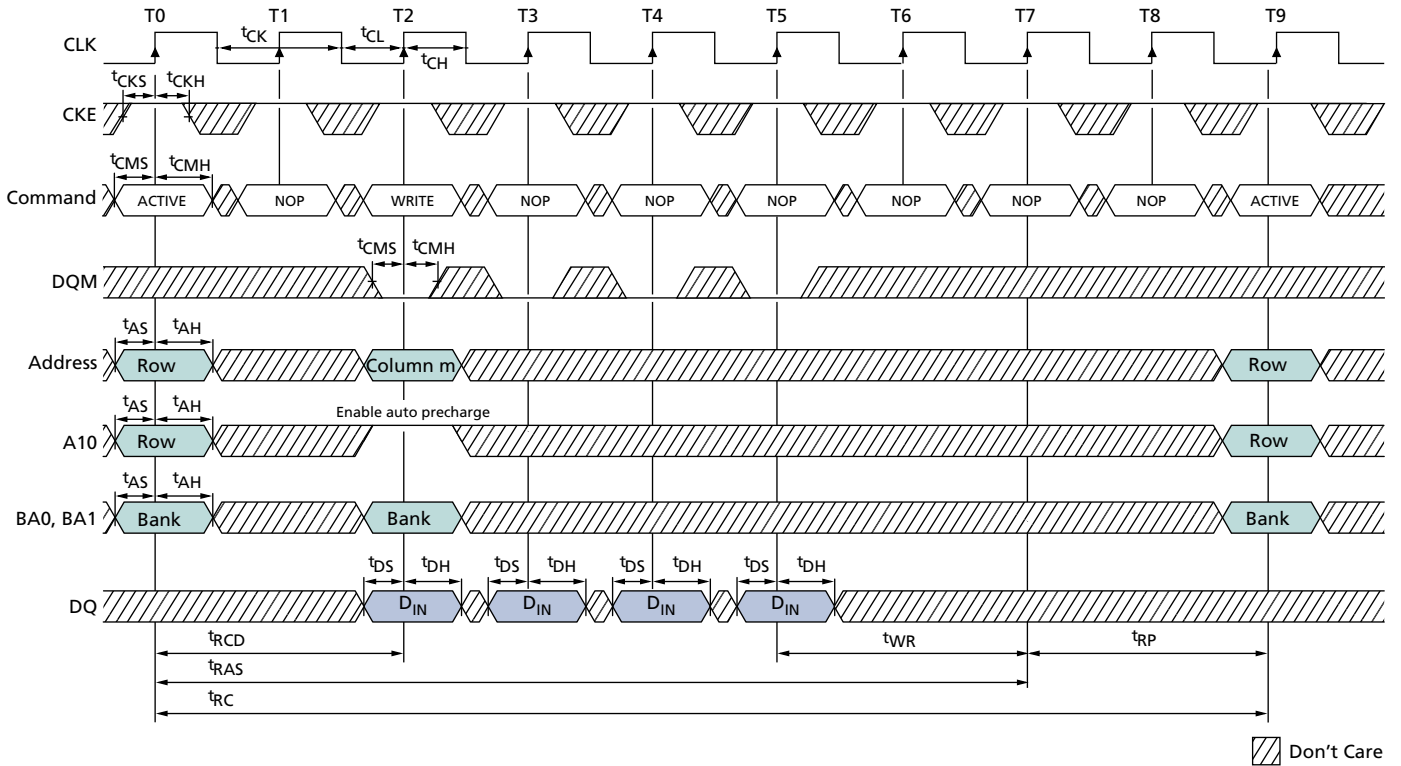 T0 T1 T2 T3 T4 T5 T6 T7 T8 T9
CLK
tCK tCL
tCH
tCKS tCKH
CKE
tCMS tCMH
Command ACTIVE NOP WRITE NOP NOP NOP NOP NOP NOP ACTIVE
tCMS tCMH
DQM
tAS tAH
Address Row Column m Row
tAS tAH Enable auto precharge
A10 Row Row
tAS tAH
BA0, BA1 Bank Bank Bank
tDS tDH tDS tDH tDS tDH tDS tDH
DQ DIN DIN DIN DIN
tRCD tWR tRP
tRAS
tRC
Don't Care